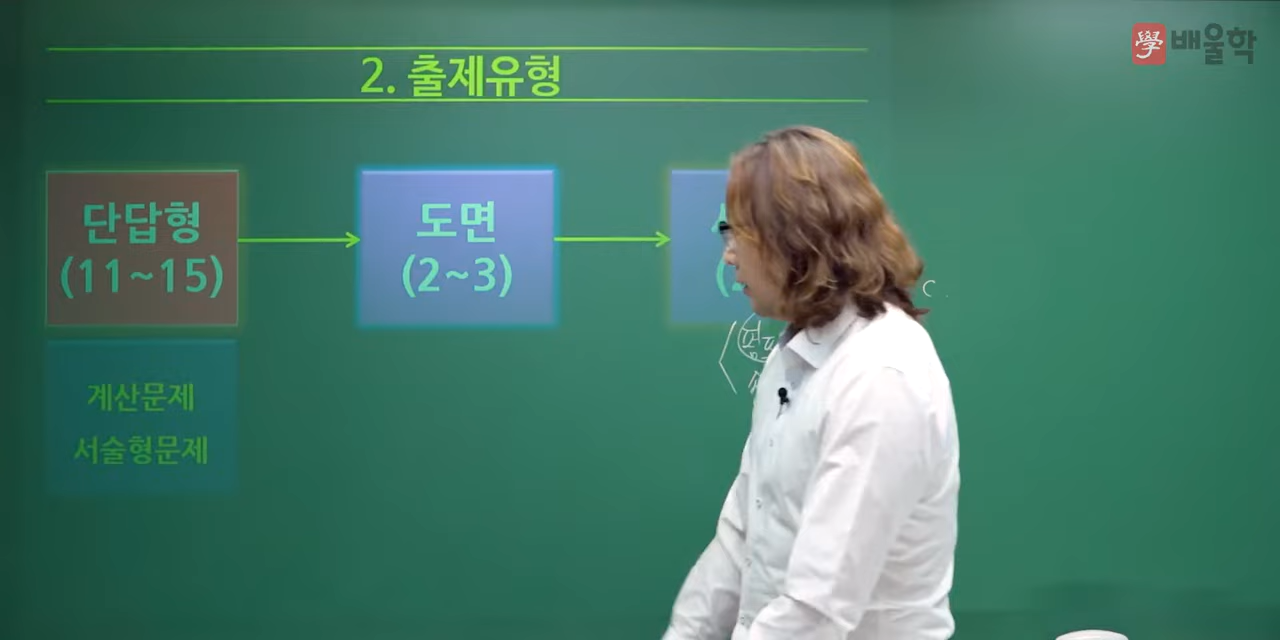 學 배울학
2. 출제유형
단답형
(11~15)
도면
(2~3)
계산문제
서술형문제